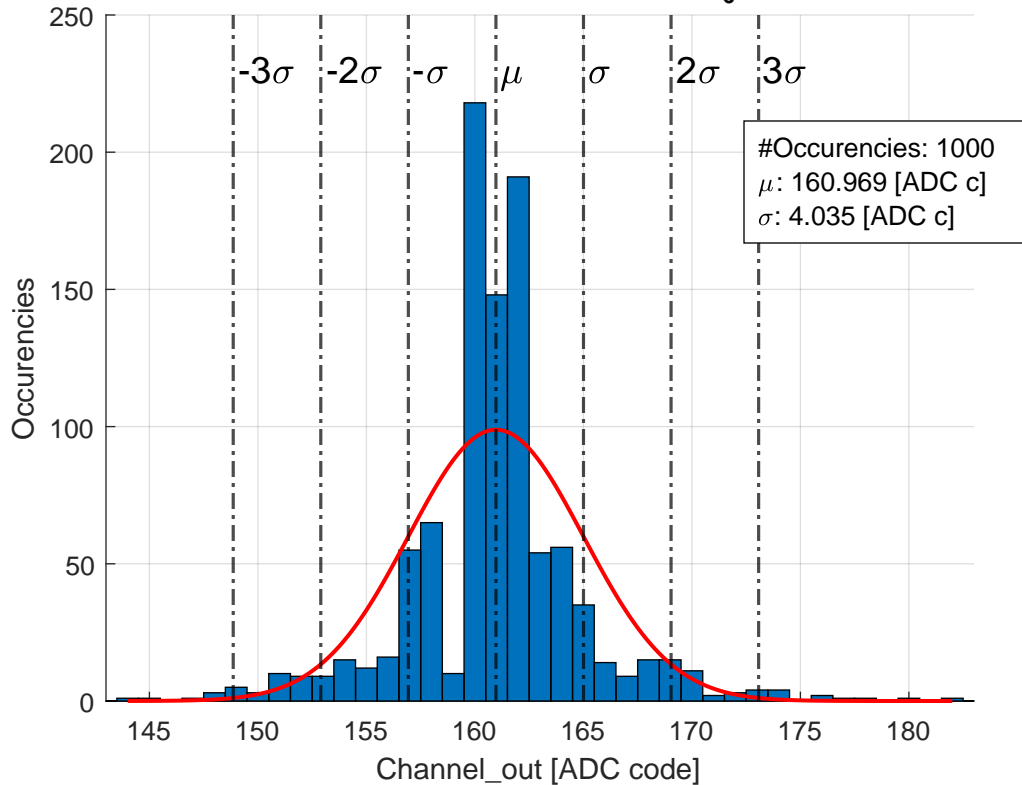 250
200
150
100
50
0
-3σ
-2σ
-σ
μ
σ
2σ
3σ
#Occurencies: 1000
μ: 160.969 [ADC c]
σ: 4.035 [ADC c]
Occurencies
145
150
155
160
165
170
175
180
Channel_out [ADC code]